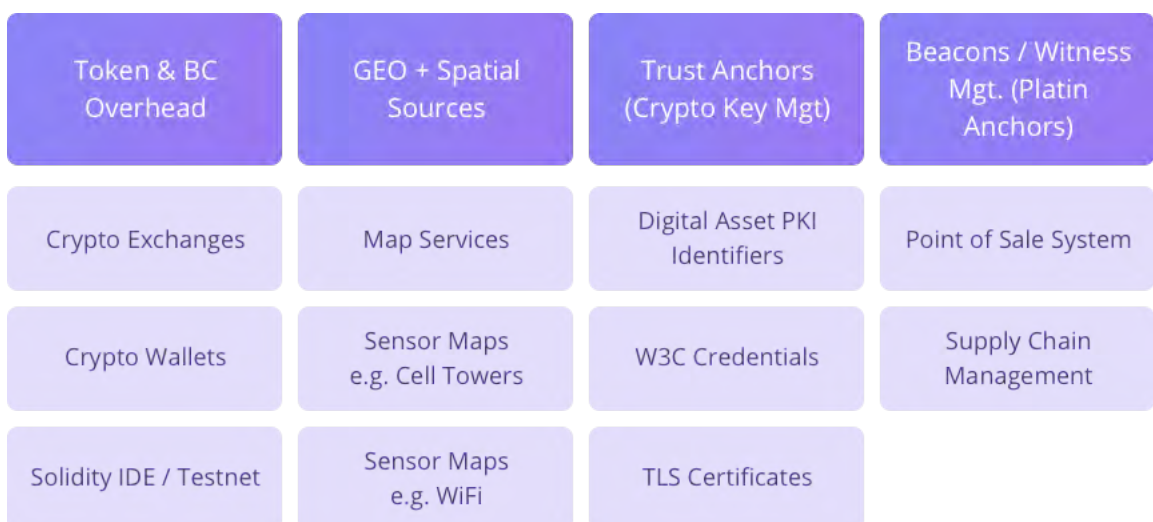 Token & BC
Overhead
GEO + Spatial
Sources
Trust Anchors
(Crypto Key Mgt)
Beacons / Witness
Mgt. (Platin
Anchors)
Crypto Exchanges
Map Services
Digital Asset PKI
Identifiers
Point of Sale System
Crypto Wallets
Sensor Maps
e.g. Cell Towers
W3C Credentials
Supply Chain
Management
Solidity IDE / Testnet
Sensor Maps
e.g. WiFi
TLS Certificates